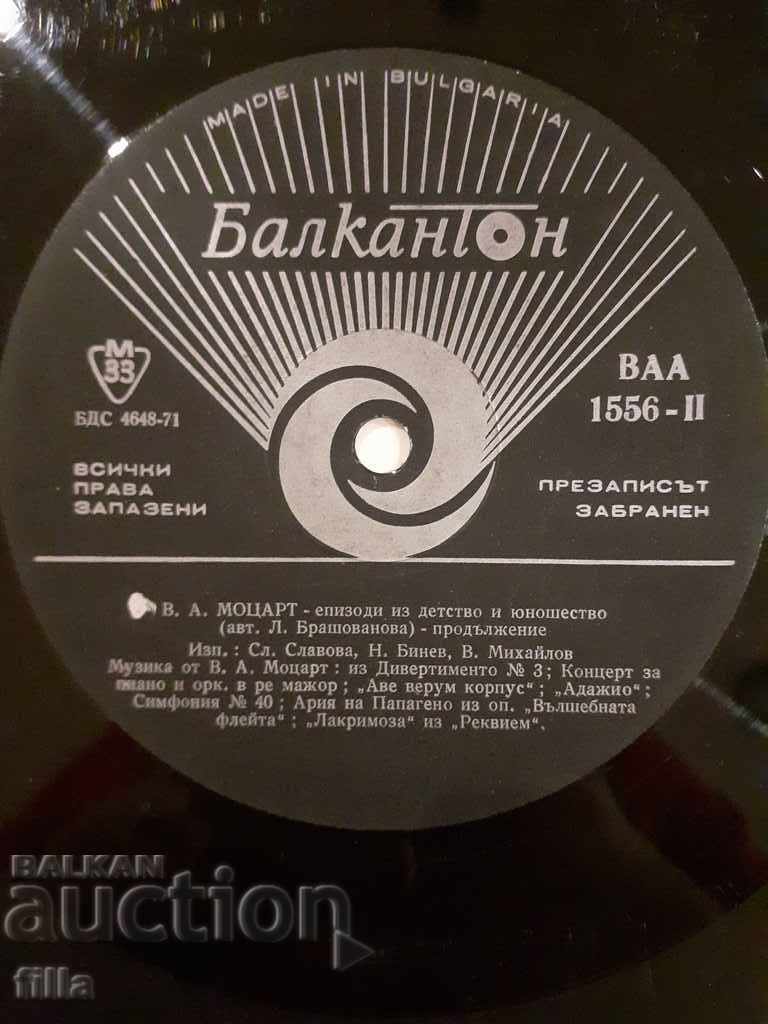 MADE IN BULGARIA
Балкантон
М
33
БДС 4648-71
ВАА
1556-II
ВСИЧКИ
ПРАВА
ЗАПАЗЕНИ
ПРЕЗАПИСЪТ
ЗАБРАНЕН
В. А. МОЦАРТ - епизоди из детство и юношество
(авт. Л. Брашованова) - продължение
Изп.: Сл. Славова, Н. Бинев, В. Михайлов
Музика от В. А. Моцарт: из Дивертименто № 3; Концерт за
пиано и орк. в ре мажор; „Аве верум корпус“; „Адажио“;
Симфония № 40; Ария на Папагено из оп. „Вълшебната
флейта“; „Лакримоза“ из „Реквием“.
BALKAN
auction
filla